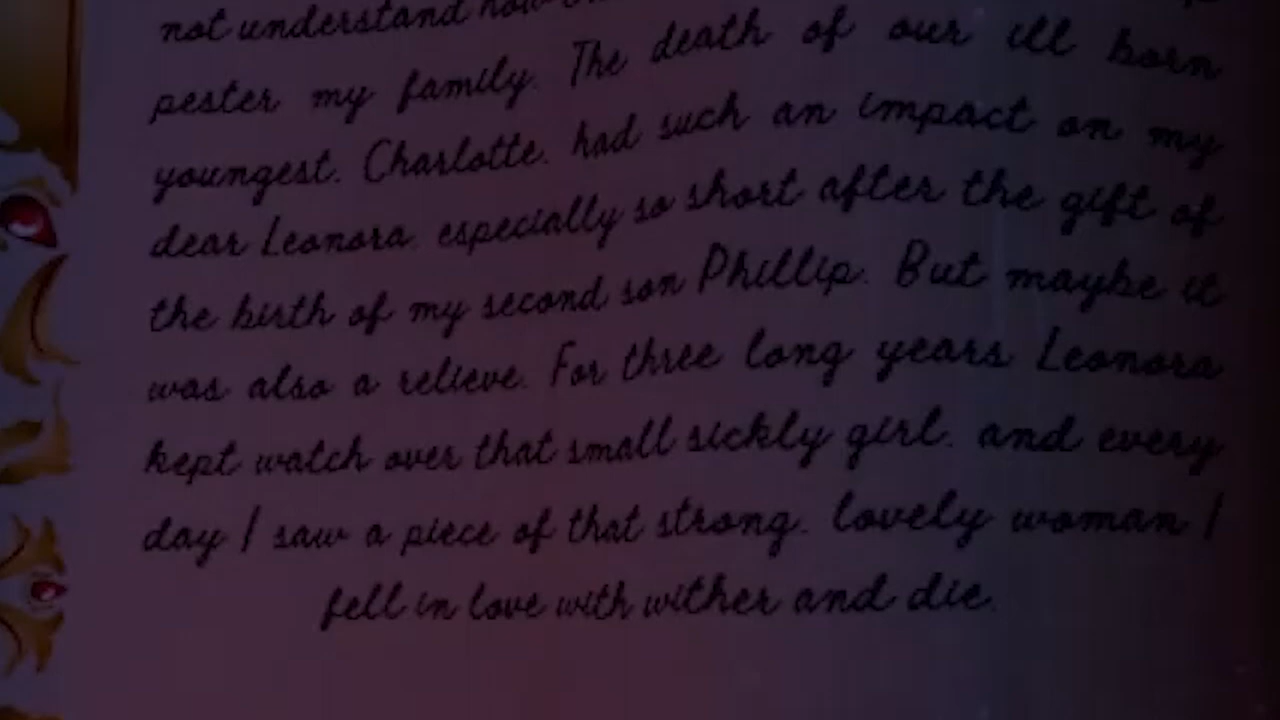 not understand how
pester my family. The death of our ill born
youngest. Charlotte, had such an impact on my
dear Leonora, especially so short after the gift of
the birth of my second son Phillip. But maybe it
was also a relieve. For three long years Leonora
kept watch over that small sickly girl, and every
day I saw a piece of that strong, lovely woman I
fell in love with wither and die.